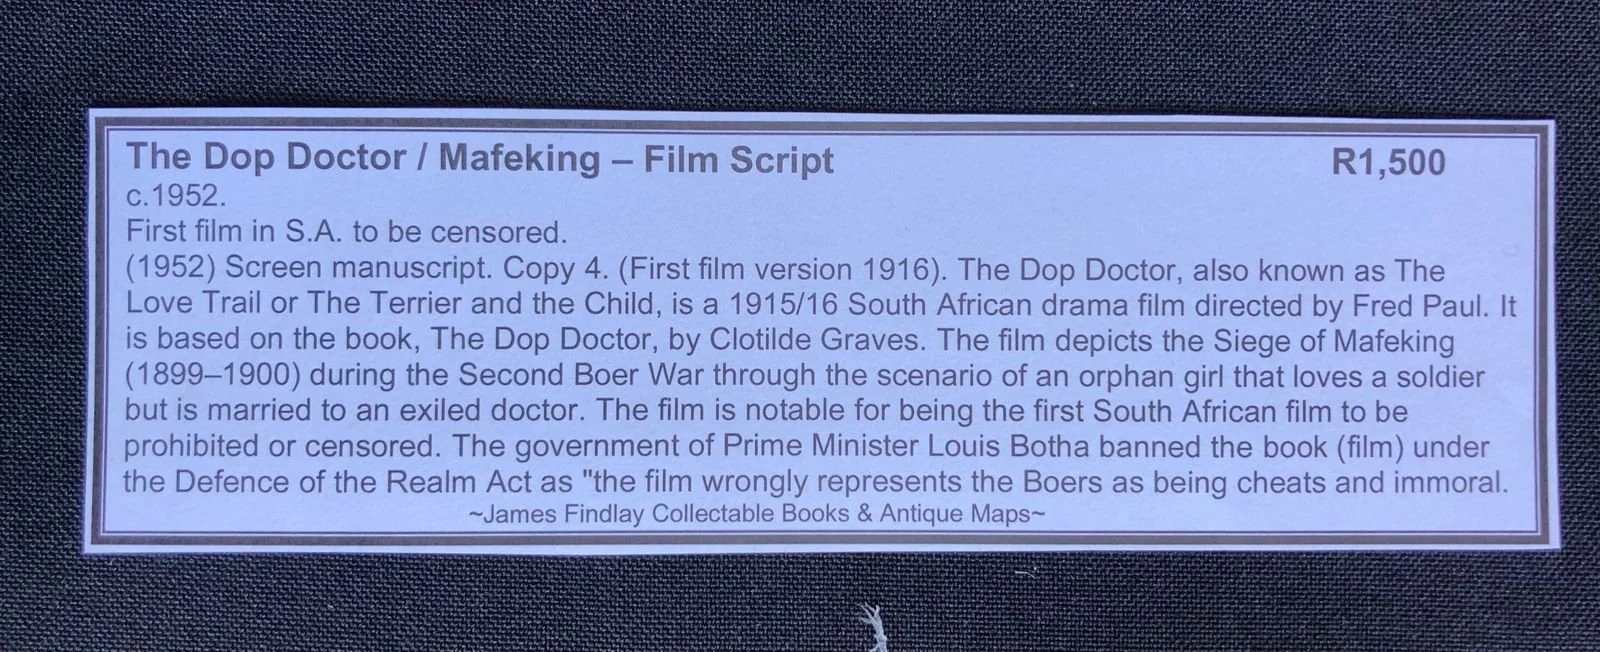 The Dop Doctor / Mafeking – Film Script R1,500
c.1952.
First film in S.A. to be censored.
(1952) Screen manuscript. Copy 4. (First film version 1916). The Dop Doctor, also known as The
Love Trail or The Terrier and the Child, is a 1915/16 South African drama film directed by Fred Paul. It
is based on the book, The Dop Doctor, by Clotilde Graves. The film depicts the Siege of Mafeking
(1899–1900) during the Second Boer War through the scenario of an orphan girl that loves a soldier
but is married to an exiled doctor. The film is notable for being the first South African film to be
prohibited or censored. The government of Prime Minister Louis Botha banned the book (film) under
the Defence of the Realm Act as "the film wrongly represents the Boers as being cheats and immoral.
~James Findlay Collectable Books & Antique Maps~